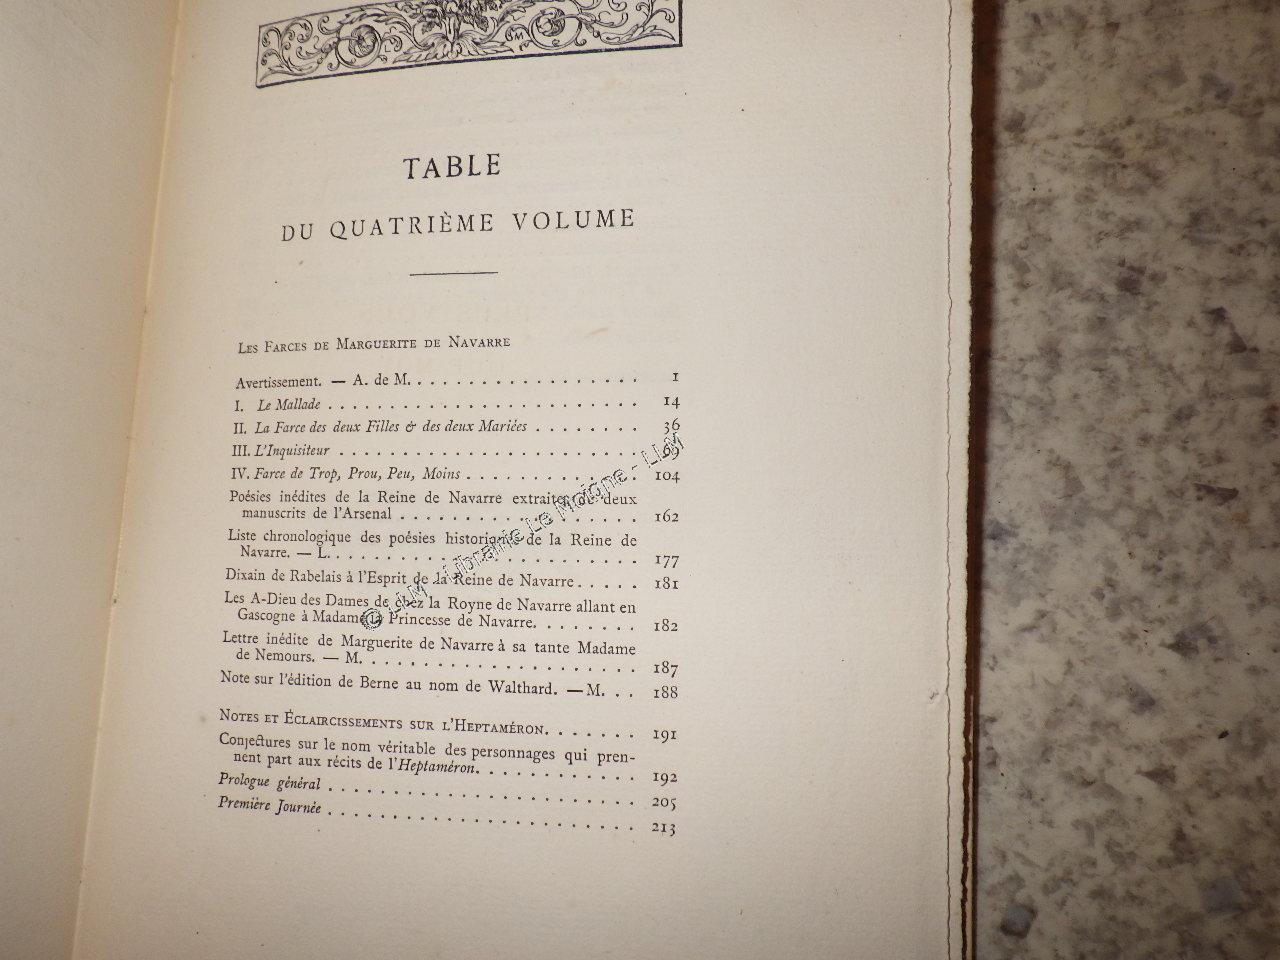 TABLE
DU QUATRIÈME VOLUME
LES FARCES DE MARGUERITE DE NAVARRE
Avertissement. — A. de M. . . . . . . . . . . . . . . . . . . 1
I. Le Mallade . . . . . . . . . . . . . . . . . . . . . . . . . 14
II. La Farce des deux Filles & des deux Mariées . . . . . . . . 36
III. L'Inquisiteur . . . . . . . . . . . . . . . . . . . . . . . . 69
IV. Farce de Trop, Prou, Peu, Moins . . . . . . . . . . . . . . 104
Poésies inédites de la Reine de Navarre extraites de deux
manuscrits de l'Arsenal . . . . . . . . . . . . . . . . . . . 162
Liste chronologique des poésies historiques de la Reine de
Navarre. — L. . . . . . . . . . . . . . . . . . . . . . . . . 177
Dixain de Rabelais à l'Esprit de la Reine de Navarre . . . . . 181
Les A-Dieu des Dames de chez la Royne de Navarre allant en
Gascogne à Madame la Princesse de Navarre. . . . . . . . . 182
Lettre inédite de Marguerite de Navarre à sa tante Madame
de Nemours. — M. . . . . . . . . . . . . . . . . . . . . . 187
Note sur l'édition de Berne au nom de Walthard. — M. . . 188
NOTES ET ÉCLAIRCISSEMENTS SUR L'HEPTAMÉRON. . . . . . . 191
Conjectures sur le nom véritable des personnages qui pren-
nent part aux récits de l'Heptaméron. . . . . . . . . . . . . 192
Prologue général . . . . . . . . . . . . . . . . . . . . . . . . 205
Première Journée . . . . . . . . . . . . . . . . . . . . . . . . 213
© LLM - Librairie Le Moigne - LLM